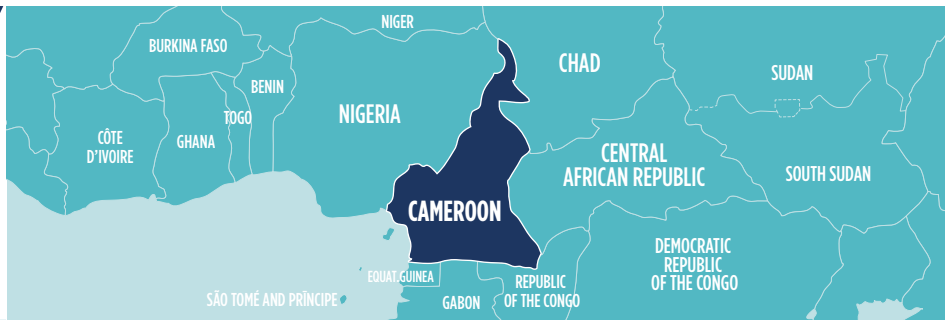 NIGER
BURKINA FASO
CHAD
SUDAN
BENIN
NIGERIA
TOGO
CÔTE
D'IVOIRE
GHANA
CENTRAL
AFRICAN REPUBLIC
SOUTH SUDAN
CAMEROON
DEMOCRATIC
REPUBLIC
OF THE CONGO
EQUAT.GUINEA
REPUBLIC
OF THE CONGO
SÃO TOMÉ AND PRÍNCIPE
GABON